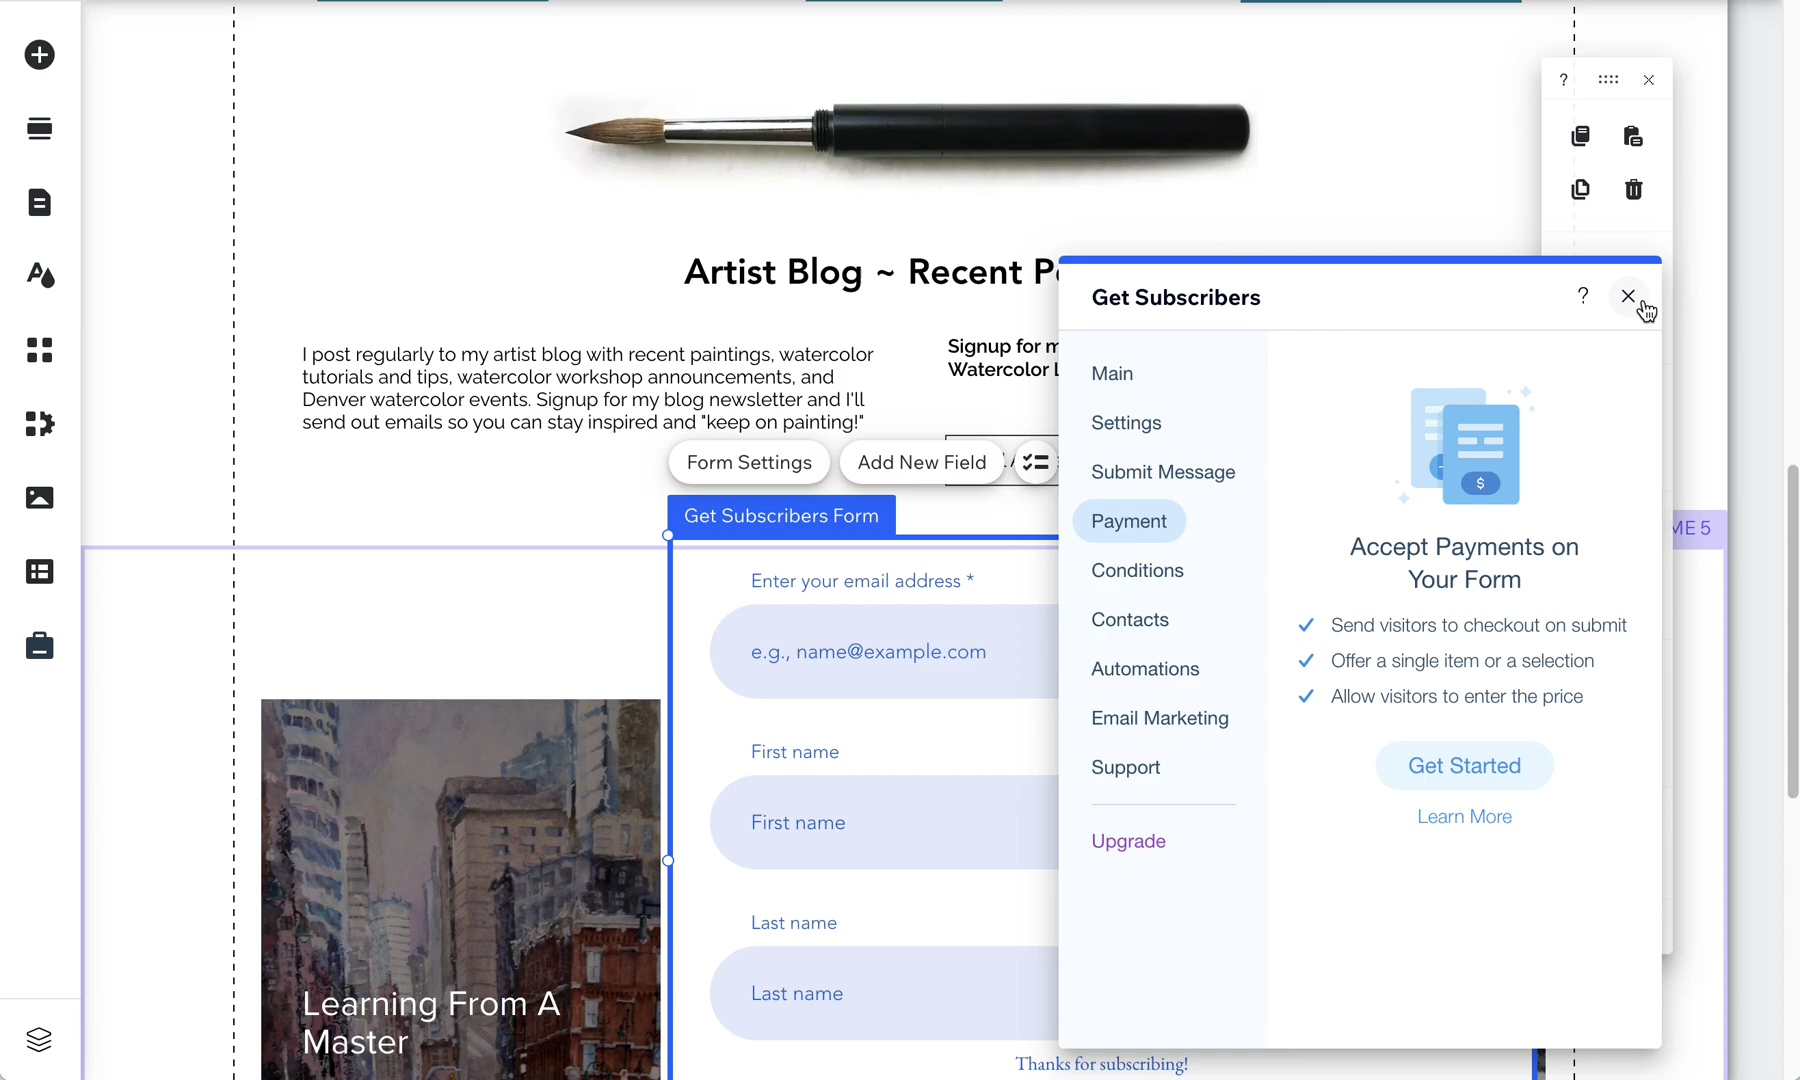 ?
Artist Blog ~ Recent P
Get Subscribers
?
I post regularly to my artist blog with recent paintings, watercolor
tutorials and tips, watercolor workshop announcements, and
Denver watercolor events. Signup for my blog newsletter and I'll
send out emails so you can stay inspired and "keep on painting!"
Signup for m
Watercolor L
Form Settings
Add New Field
Get Subscribers Form
Enter your email address *
e.g., name@example.com
First name
First name
Last name
Last name
Thanks for subscribing!
Learning From A
Master
Main
Settings
Submit Message
Payment
Conditions
Contacts
Automations
Email Marketing
Support
Upgrade
$
Accept Payments on
Your Form
Send visitors to checkout on submit
Offer a single item or a selection
Allow visitors to enter the price
Get Started
Learn More
ME 5